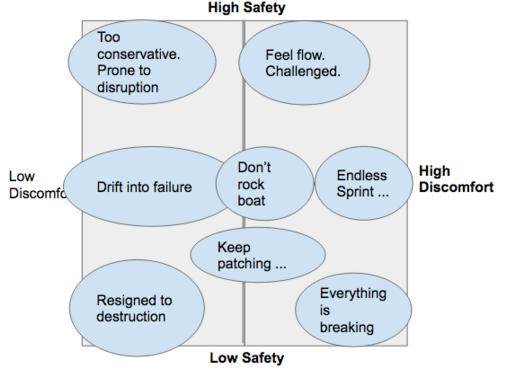 High Safety
Too
conservative.
Prone to
disruption
Feel flow.
Challenged.
Low
Discomfo
Drift into failure
Don’t
rock
boat
Endless
Sprint ...
High
Discomfort
Keep
patching ...
Resigned to
destruction
Everything
is
breaking
Low Safety